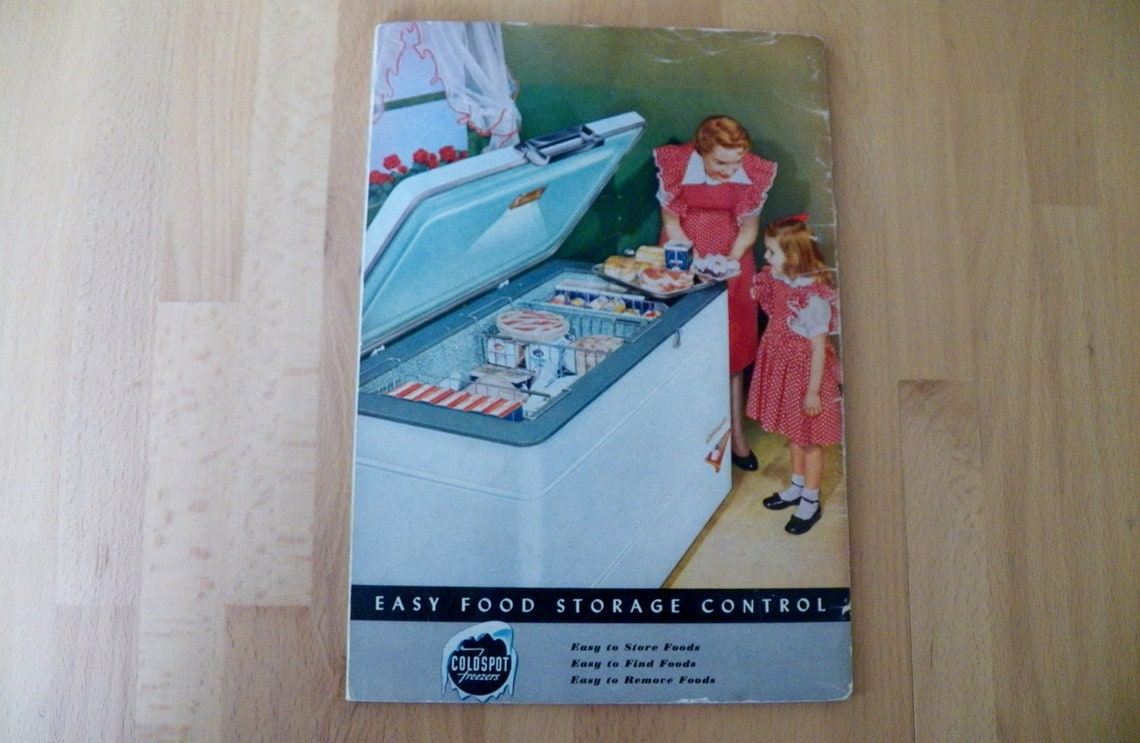 EASY FOOD STORAGE CONTROL
COLDSPOT
Freezers
Easy to Store Foods
Easy to Find Foods
Easy to Remove Foods